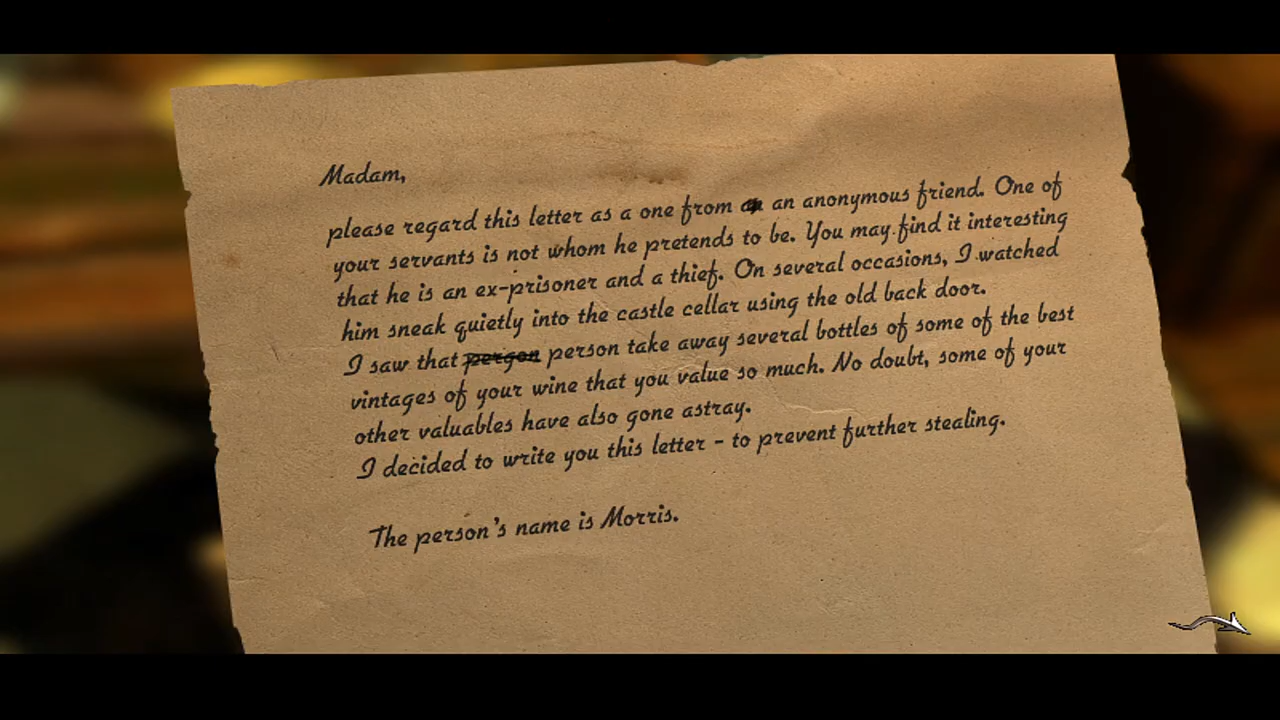 Madam,
please regard this letter as a one from an an anonymous friend. One of
your servants is not whom he pretends to be. You may find it interesting
that he is an ex-prisoner and a thief. On several occasions, I watched
him sneak quietly into the castle cellar using the old back door.
I saw that pergon person take away several bottles of some of the best
vintages of your wine that you value so much. No doubt, some of your
other valuables have also gone astray.
I decided to write you this letter - to prevent further stealing.
The person's name is Morris.